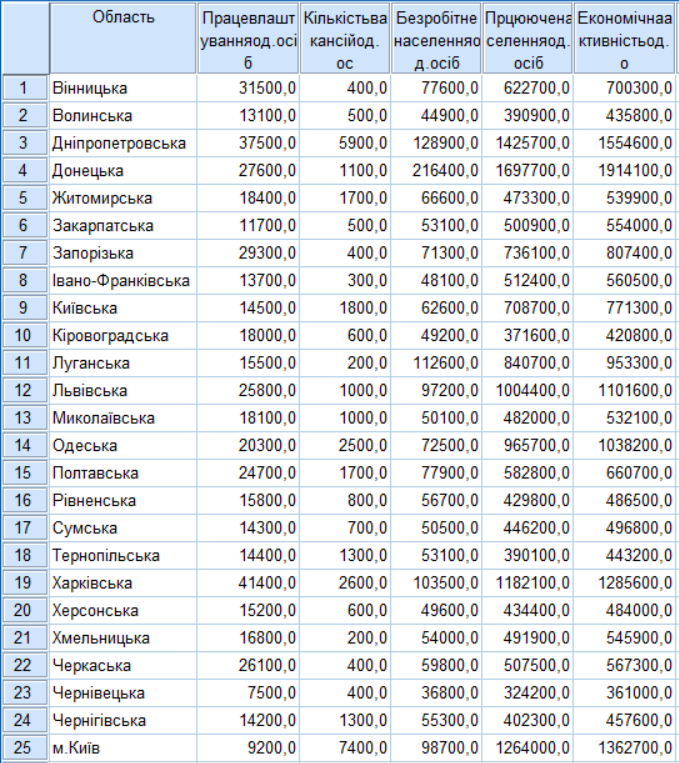 Область Працевлашт Кількістьва Безробітне Прцюючена Економічнаа
уванняод.осі кансійод. населенняо селенняод. ктивністьод.
б ос д.осіб осіб о
1 Вінницька 31500,0 400,0 77600,0 622700,0 700300,0
2 Волинська 13100,0 500,0 44900,0 390900,0 435800,0
3 Дніпропетровська 37500,0 5900,0 128900,0 1425700,0 1554600,0
4 Донецька 27600,0 1100,0 216400,0 1697700,0 1914100,0
5 Житомирська 18400,0 1700,0 66600,0 473300,0 539900,0
6 Закарпатська 11700,0 500,0 53100,0 500900,0 554000,0
7 Запорізька 29300,0 400,0 71300,0 736100,0 807400,0
8 Івано-Франківська 13700,0 300,0 48100,0 512400,0 560500,0
9 Київська 14500,0 1800,0 62600,0 708700,0 771300,0
10 Кіровоградська 18000,0 600,0 49200,0 371600,0 420800,0
11 Луганська 15500,0 200,0 112600,0 840700,0 953300,0
12 Львівська 25800,0 1000,0 97200,0 1004400,0 1101600,0
13 Миколаївська 18100,0 1000,0 50100,0 482000,0 532100,0
14 Одеська 20300,0 2500,0 72500,0 965700,0 1038200,0
15 Полтавська 24700,0 1700,0 77900,0 582800,0 660700,0
16 Рівненська 15800,0 800,0 56700,0 429800,0 486500,0
17 Сумська 14300,0 700,0 50500,0 446200,0 496800,0
18 Тернопільська 14400,0 1300,0 53100,0 390100,0 443200,0
19 Харківська 41400,0 2600,0 103500,0 1182100,0 1285600,0
20 Херсонська 15200,0 600,0 49600,0 434400,0 484000,0
21 Хмельницька 16800,0 200,0 54000,0 491900,0 545900,0
22 Черкаська 26100,0 400,0 59800,0 507500,0 567300,0
23 Чернівецька 7500,0 400,0 36800,0 324200,0 361000,0
24 Чернігівська 14200,0 1300,0 55300,0 402300,0 457600,0
25 м.Київ 9200,0 7400,0 98700,0 1264000,0 1362700,0